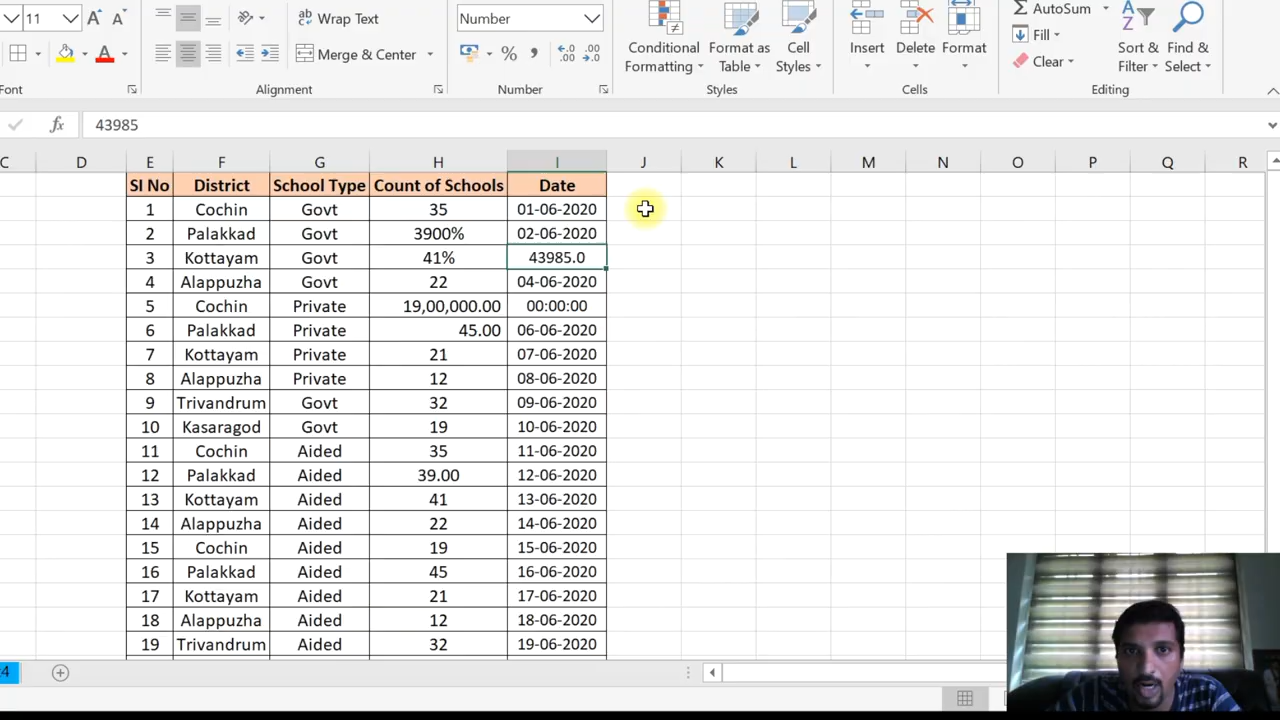 11
Wrap Text
Number
AutoSum
Merge & Center
Conditional
Formatting
Format as
Table
Cell
Styles
Insert
Delete
Format
Fill
Clear
Sort &
Filter
Find &
Select
Font
Alignment
Number
Styles
Cells
Editing
fx 43985
C D E F G H I J K L M N O P Q R
SI No District School Type Count of Schools Date
1 Cochin Govt 35 01-06-2020
2 Palakkad Govt 3900% 02-06-2020
3 Kottayam Govt 41% 43985.0
4 Alappuzha Govt 22 04-06-2020
5 Cochin Private 19,00,000.00 00:00:00
6 Palakkad Private 45.00 06-06-2020
7 Kottayam Private 21 07-06-2020
8 Alappuzha Private 12 08-06-2020
9 Trivandrum Govt 32 09-06-2020
10 Kasaragod Govt 19 10-06-2020
11 Cochin Aided 35 11-06-2020
12 Palakkad Aided 39.00 12-06-2020
13 Kottayam Aided 41 13-06-2020
14 Alappuzha Aided 22 14-06-2020
15 Cochin Aided 19 15-06-2020
16 Palakkad Aided 45 16-06-2020
17 Kottayam Aided 21 17-06-2020
18 Alappuzha Aided 12 18-06-2020
19 Trivandrum Aided 32 19-06-2020